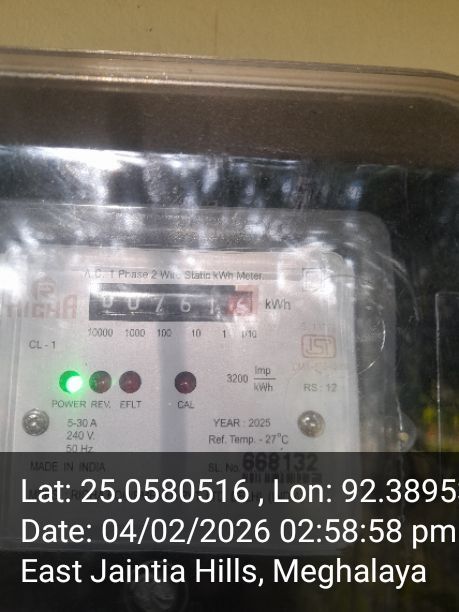 A.C. 1 Phase 2 Wire Static kWh Meter.
kWh
10000 1000 100 10 1 1/10
CL - 1
3200 Imp
kWh
RS : 12
POWER REV. EFLT CAL
5-30 A
240 V.
50 Hz
YEAR : 2025
Ref. Temp. - 27°C
MADE IN INDIA
SL. No. 668132
Lat: 25.0580516 , Lon: 92.3895
Date: 04/02/2026 02:58:58 pm
East Jaintia Hills, Meghalaya